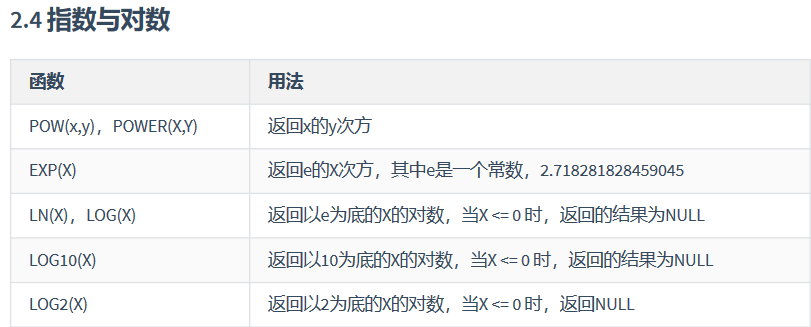 2.4 指数与对数
函数 用法
POW(x,y)，POWER(X,Y) 返回x的y次方
EXP(X) 返回e的X次方，其中e是一个常数，2.718281828459045
LN(X)，LOG(X) 返回以e为底的X的对数，当X <= 0 时，返回的结果为NULL
LOG10(X) 返回以10为底的X的对数，当X <= 0 时，返回的结果为NULL
LOG2(X) 返回以2为底的X的对数，当X <= 0 时，返回NULL